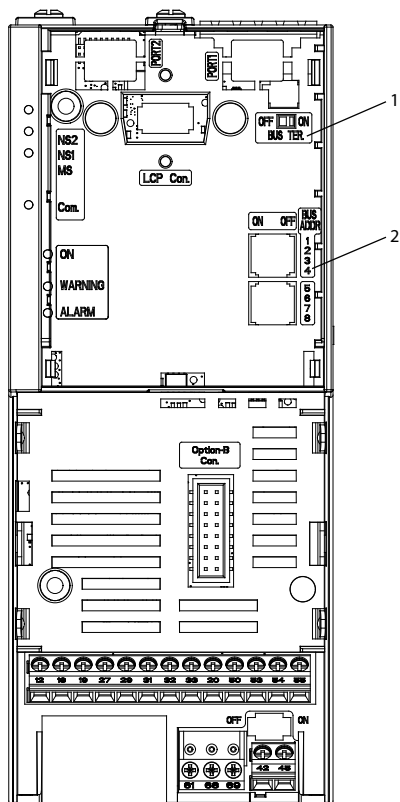 PORT2
PORT1
1
OFF ON
BUS TER.
NS2
NS1
MS
Com.
LCP Con.
ON OFF
BUS
ADDR
1
2
3
4
2
5
6
7
8
ON
WARNING
ALARM
Option-B
Con.
12 18 19 27 29 31 32 33 20 50 53 54 55
OFF ON
42 45
61 68 69